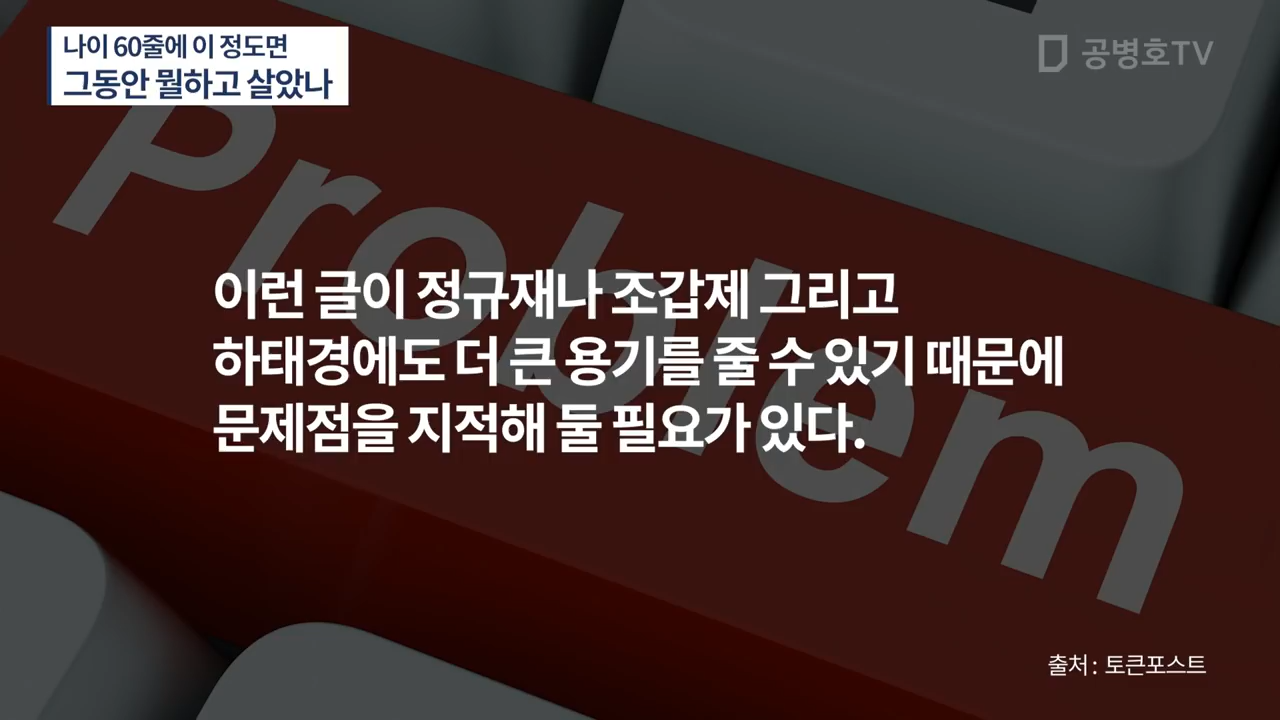 나이 60줄에 이 정도면
그동안 뭘하고 살았나
공병호TV
Problem
이런 글이 정규재나 조갑제 그리고
하태경에도 더 큰 용기를 줄 수 있기 때문에
문제점을 지적해 둘 필요가 있다.
출처 : 토큰포스트